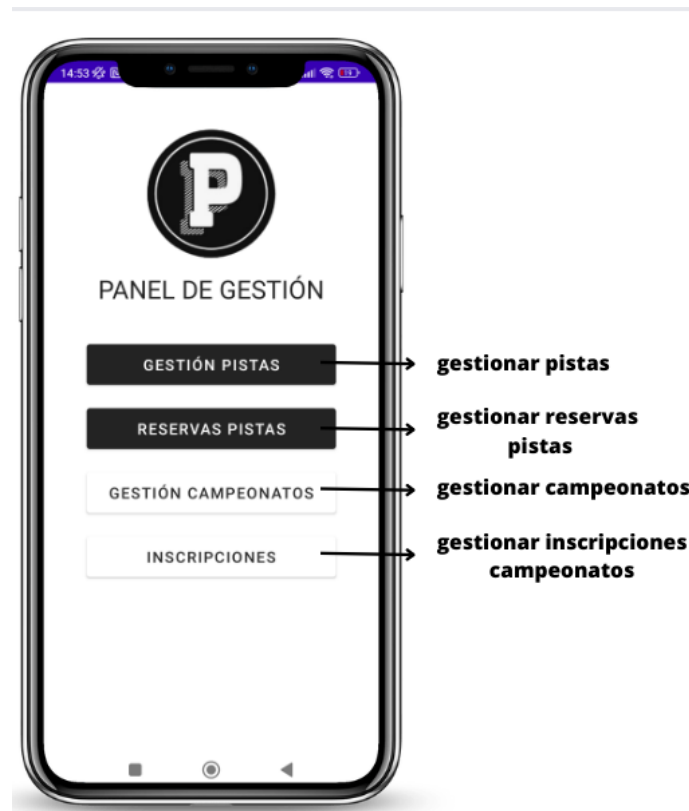 14:53
P
PANEL DE GESTIÓN
GESTIÓN PISTAS
gestionar pistas
RESERVAS PISTAS
gestionar reservas
pistas
GESTIÓN CAMPEONATOS
gestionar campeonatos
INSCRIPCIONES
gestionar inscripciones
campeonatos